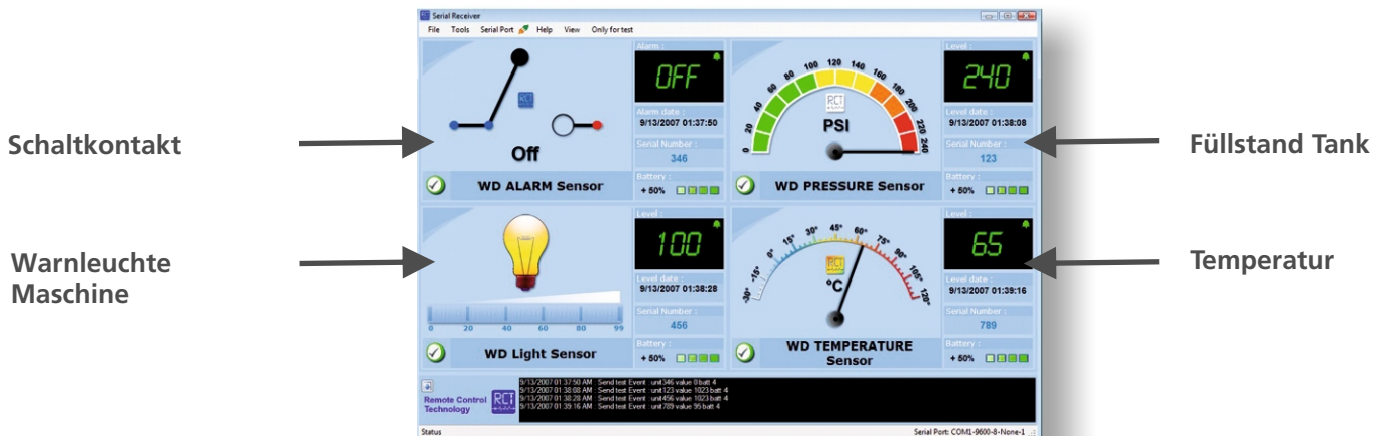 Serial Receiver
File Tools Serial Port Help View Only for test
Schaltkontakt
Off
RCT
WD ALARM Sensor
Alarm :
OFF
Alarm date :
9/13/2007 01:37:50
Serial Number :
346
Battery :
+ 50%
0 20 40 60 80 100 120 140 160 180 200 220 240
RCT
PSI
WD PRESSURE Sensor
Level :
240
Level date :
9/13/2007 01:38:08
Serial Number :
123
Battery :
+ 50%
Füllstand Tank
Warnleuchte
Maschine
0 20 40 60 80 99
WD Light Sensor
Level :
100
Level date :
9/13/2007 01:38:28
Serial Number :
456
Battery :
+ 50%
-30° -15° 0° 15° 30° 45° 60° 75° 90° 105° 120°
RCT
°C
WD TEMPERATURE
Sensor
Level :
65
Level date :
9/13/2007 01:39:16
Serial Number :
789
Battery :
+ 50%
Temperatur
Remote Control
Technology
RCT
9/13/2007 01:37:50 AM : Send test Event : unit 346 value 0 batt 4
9/13/2007 01:38:08 AM : Send test Event : unit 123 value 1023 batt 4
9/13/2007 01:38:28 AM : Send test Event : unit 456 value 1023 batt 4
9/13/2007 01:39:16 AM : Send test Event : unit 789 value 95 batt 4
Status
Serial Port: COM1-9600-8-None-1